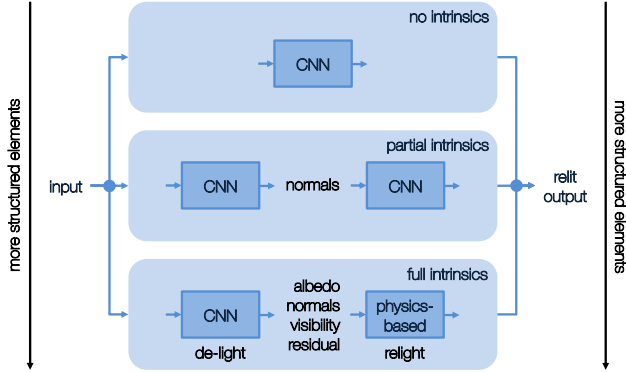 more structured elements
input
no intrinsics
CNN
partial intrinsics
CNN
normals
CNN
full intrinsics
CNN
de-light
albedo
normals
visibility
residual
physics-
based
relight
relit
output
more structured elements